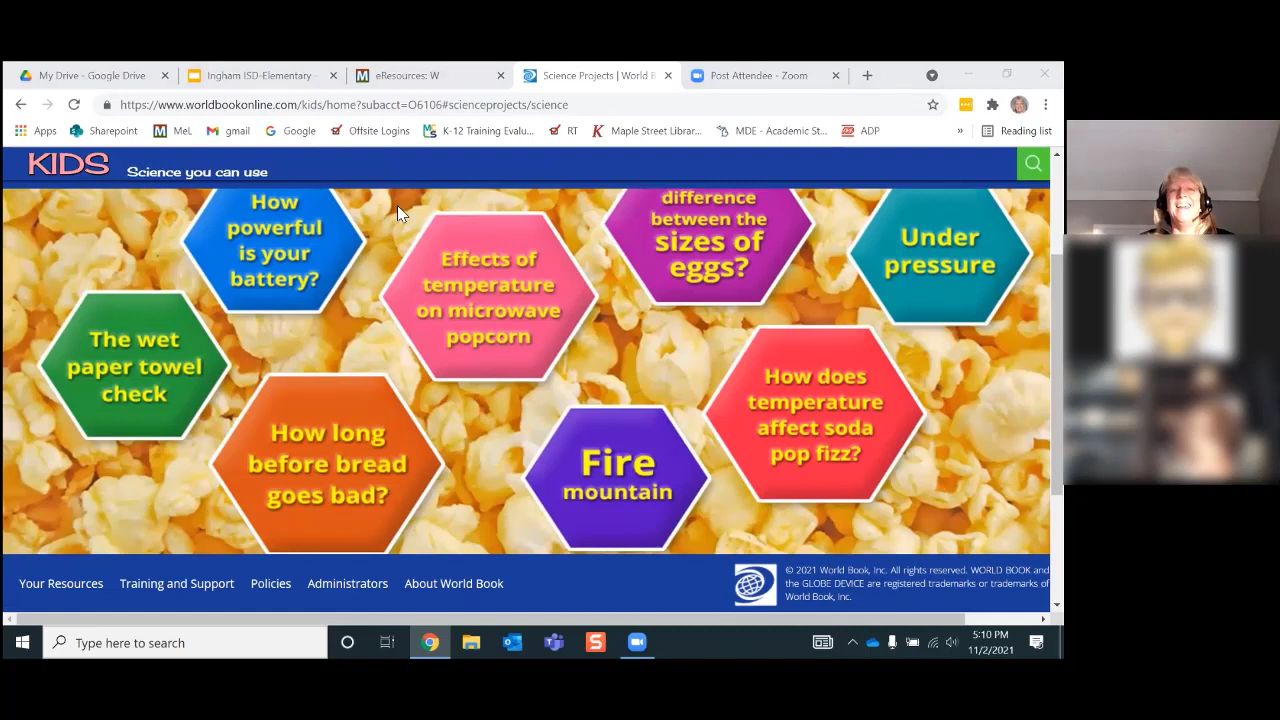 My Drive - Google Drive
Ingham ISD-Elementary
eResources: W
Science Projects | World B
Post Attendee - Zoom
https://www.worldbookonline.com/kids/home?subacct=O6106#scienceprojects/science
Apps
Sharepoint
MeL
gmail
Google
Offsite Logins
K-12 Training Evalu...
RT
Maple Street Librar...
MDE - Academic St...
ADP
»
Reading list
KIDS
Science you can use
How
powerful
is your
battery?
Effects of
temperature
on microwave
popcorn
difference
between the
sizes of
eggs?
Under
pressure
The wet
paper towel
check
How long
before bread
goes bad?
Fire
mountain
How does
temperature
affect soda
pop fizz?
Your Resources
Training and Support
Policies
Administrators
About World Book
© 2021 World Book, Inc. All rights reserved. WORLD BOOK and
the GLOBE DEVICE are registered trademarks or trademarks of
World Book, Inc.
Type here to search
5:10 PM
11/2/2021